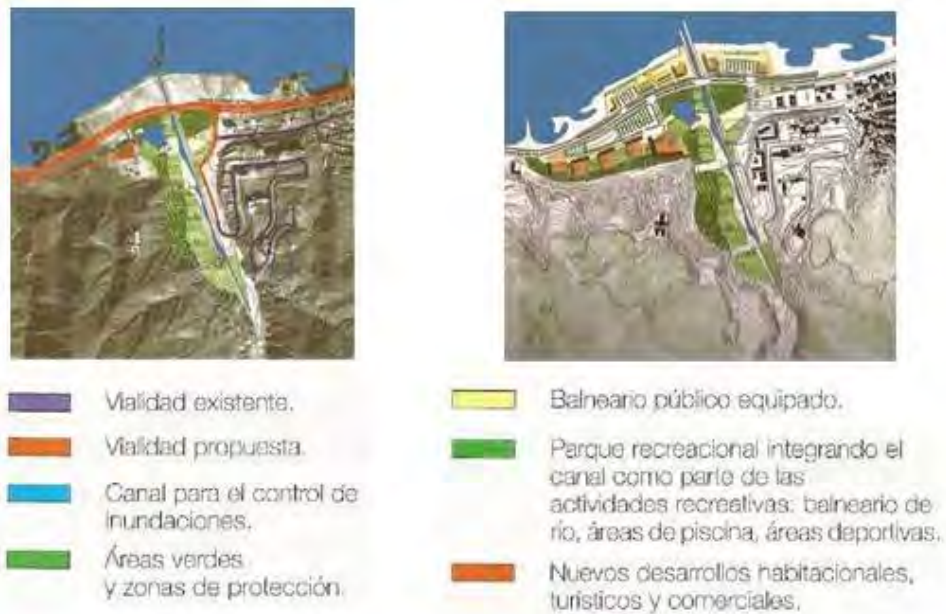 Vialidad existente.
Vialidad propuesta.
Canal para el control de
inundaciones.
Áreas verdes
y zonas de protección.
Balneario público equipado.
Parque recreacional integrando el
canal como parte de las
actividades recreativas: balneario de
río, áreas de piscina, áreas deportivas.
Nuevos desarrollos habitacionales,
turísticos y comerciales.